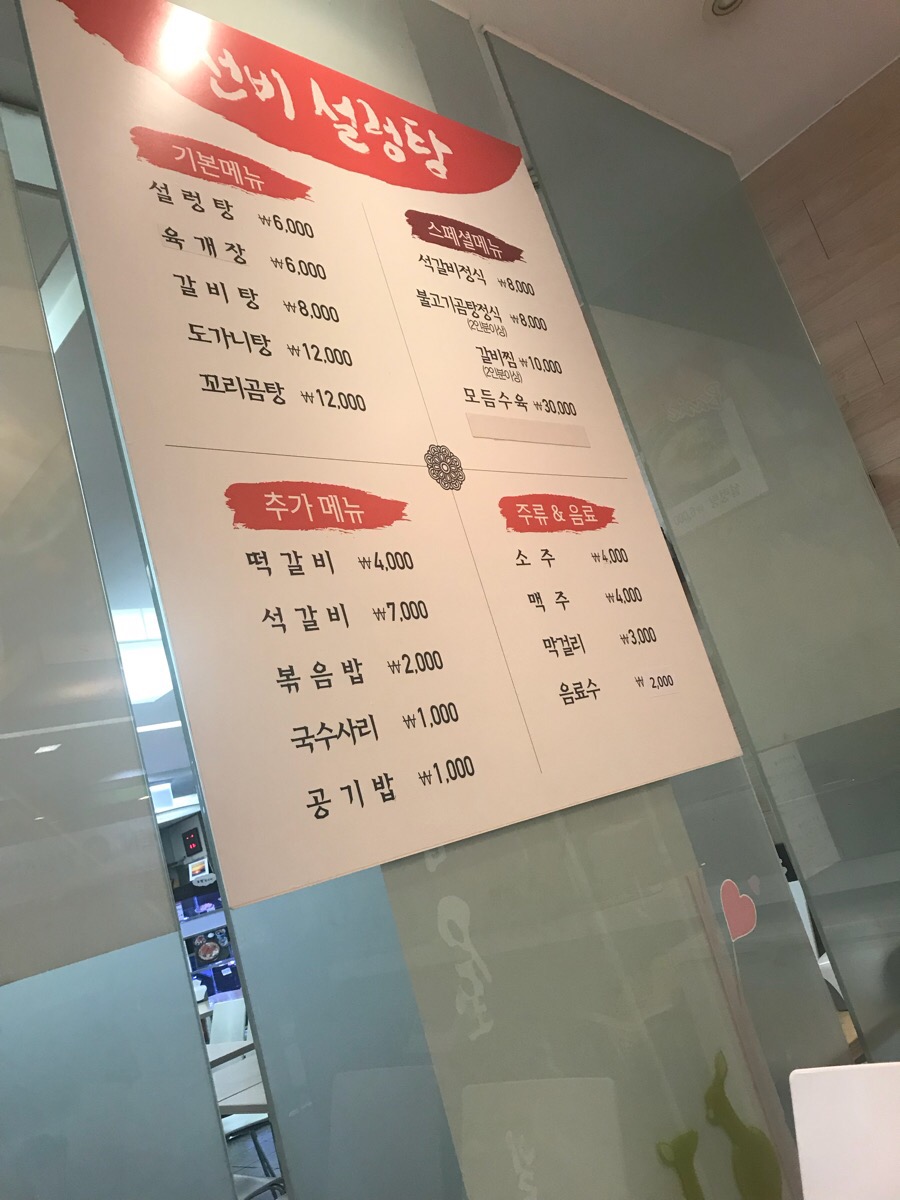 선비 설렁탕
기본메뉴
설렁탕 ₩6,000
육개장 ₩6,000
갈비탕 ₩8,000
도가니탕 ₩12,000
꼬리곰탕 ₩12,000
스페셜메뉴
석갈비정식 ₩8,000
불고기곰탕정식 ₩8,000
(2인분이상)
갈비찜 ₩10,000
(2인분이상)
모듬수육 ₩30,000
추가 메뉴
떡갈비 ₩4,000
석갈비 ₩7,000
볶음밥 ₩2,000
국수사리 ₩1,000
공기밥 ₩1,000
주류 & 음료
소주 ₩4,000
맥주 ₩4,000
막걸리 ₩3,000
음료수 ₩ 2,000